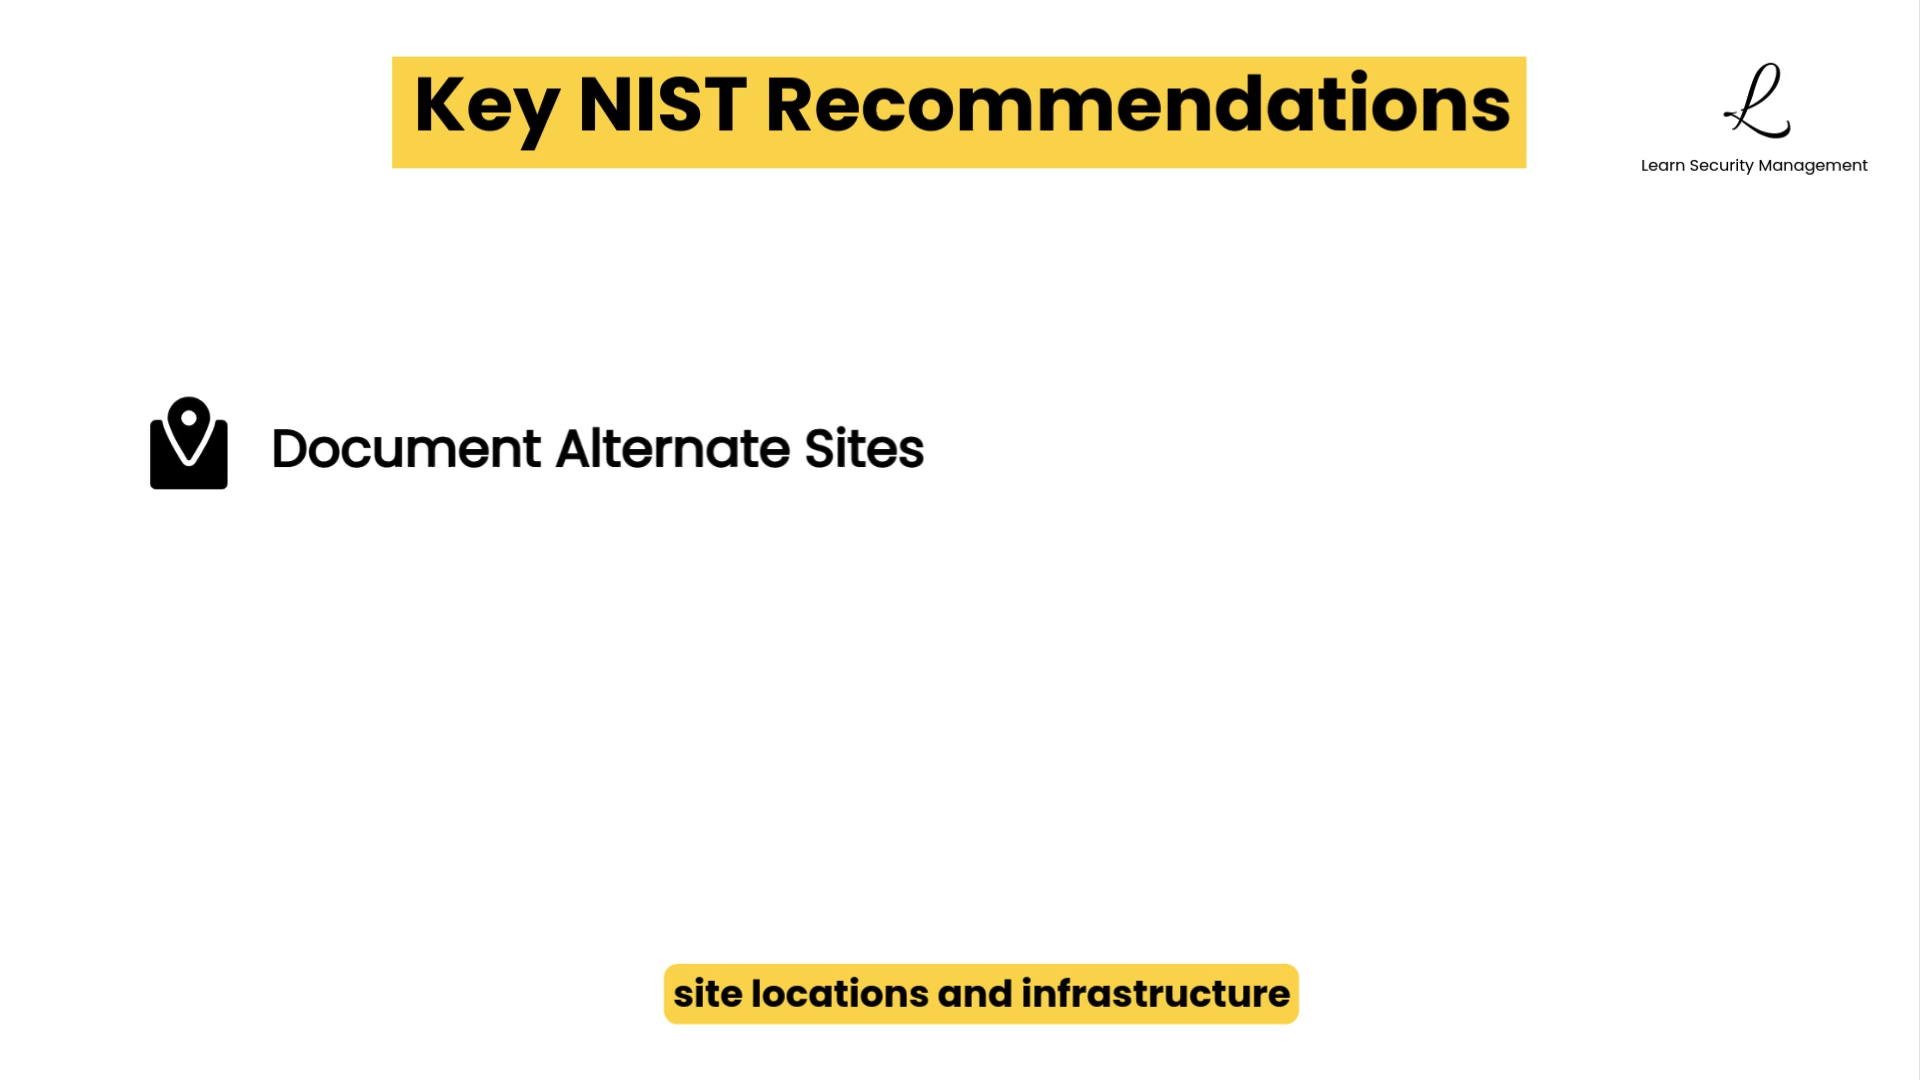 Key NIST Recommendations
L
Learn Security Management
Document Alternate Sites
site locations and infrastructure